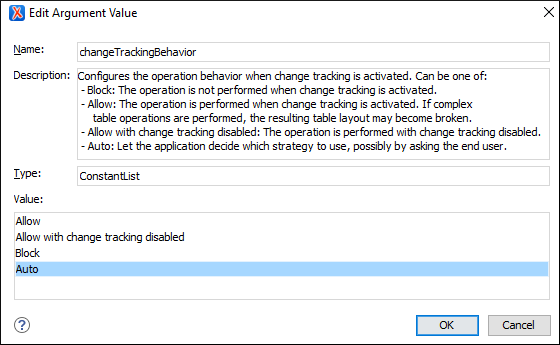 Edit Argument Value
Name: changeTrackingBehavior
Description: Configures the operation behavior when change tracking is activated. Can be one of:
- Block: The operation is not performed when change tracking is activated.
- Allow: The operation is performed when change tracking is activated. If complex
table operations are performed, the resulting table layout may become broken.
- Allow with change tracking disabled: The operation is performed with change tracking disabled.
- Auto: Let the application decide which strategy to use, possibly by asking the end user.
Type: ConstantList
Value:
Allow
Allow with change tracking disabled
Block
Auto
? OK Cancel